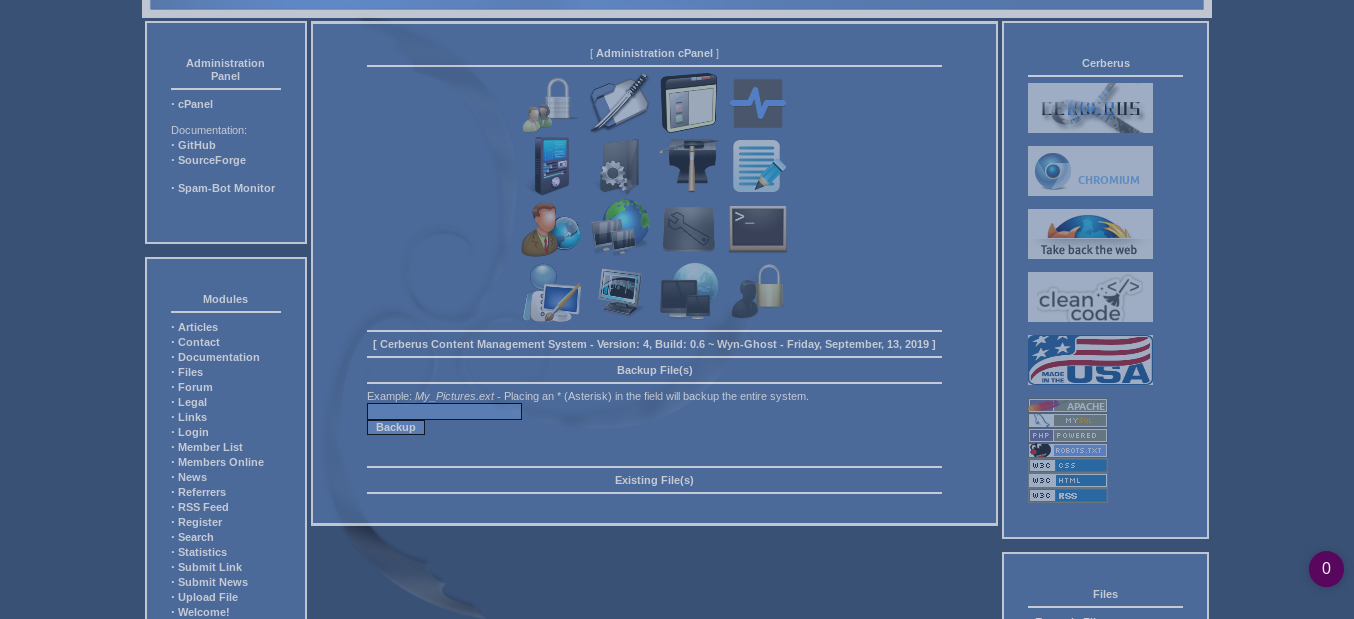 Administration
Panel
· cPanel
Documentation:
· GitHub
· SourceForge
· Spam-Bot Monitor
Modules
· Articles
· Contact
· Documentation
· Files
· Forum
· Legal
· Links
· Login
· Member List
· Members Online
· News
· Referrers
· RSS Feed
· Register
· Search
· Statistics
· Submit Link
· Submit News
· Upload File
· Welcome!
[ Administration cPanel ]
>_
[ Cerberus Content Management System - Version: 4, Build: 0.6 ~ Wyn-Ghost - Friday, September, 13, 2019 ]
Backup File(s)
Example: My_Pictures.ext - Placing an * (Asterisk) in the field will backup the entire system.
Backup
Existing File(s)
Cerberus
CERBERUS
CHROMIUM
Take back the web
clean </>
code
MADE
IN THE
USA
APACHE
MySQL
PHP POWERED
ROBOTS.TXT
W3C CSS
W3C HTML
W3C RSS
Files
0